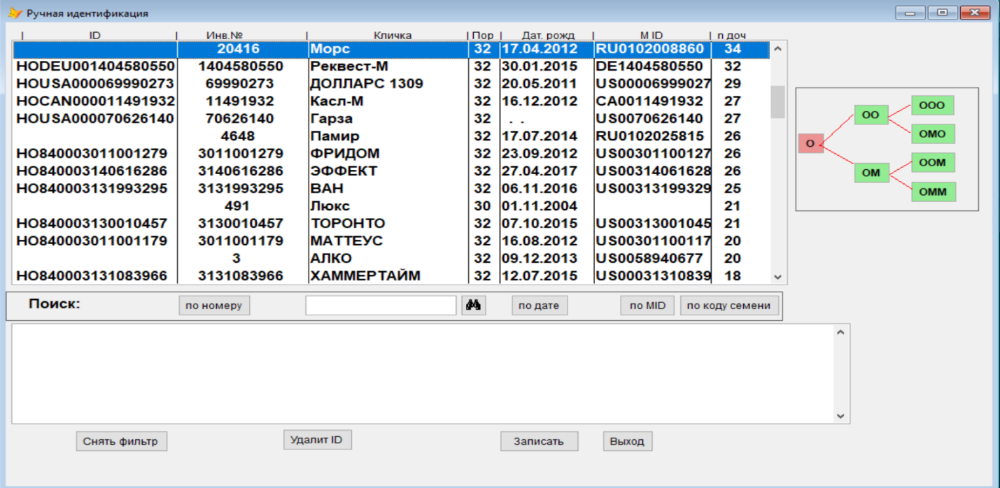 Ручная идентификация
| ID | Инв.№ | Кличка | Пор | Дат. рожд | M ID | n доч
20416 Морс 32 17.04.2012 RU0102008860 34
HODEU001404580550 1404580550 Реквест-М 32 30.01.2015 DE1404580550 32
HOUSA000069990273 69990273 ДОЛЛАРС 1309 32 20.05.2011 US00006999027 29
HOCAN000011491932 11491932 Касл-М 32 16.12.2012 CA0011491932 27
HOUSA000070626140 70626140 Гарза 32 . . US0070626140 27
4648 Памир 32 17.07.2014 RU0102025815 26
HO840003011001279 3011001279 ФРИДОМ 32 23.09.2012 US00301100127 26
HO840003140616286 3140616286 ЭФФЕКТ 32 27.04.2017 US00314061628 26
HO840003131993295 3131993295 ВАН 32 06.11.2016 US00313199329 25
491 Люкс 30 01.11.2004 21
HO840003130010457 3130010457 ТОРОНТО 32 07.10.2015 US00313001045 21
HO840003011001179 3011001179 МАТТЕУС 32 16.08.2012 US00301100117 20
3 АЛКО 32 09.12.2013 US0058940677 20
HO840003131083966 3131083966 ХАММЕРТАЙМ 32 12.07.2015 US00031310839 18
ООО
ОО
ОМО
О
ООМ
ОМ
ОММ
Поиск: по номеру по дате по MID по коду семени
Снять фильтр Удалит ID Записать Выход